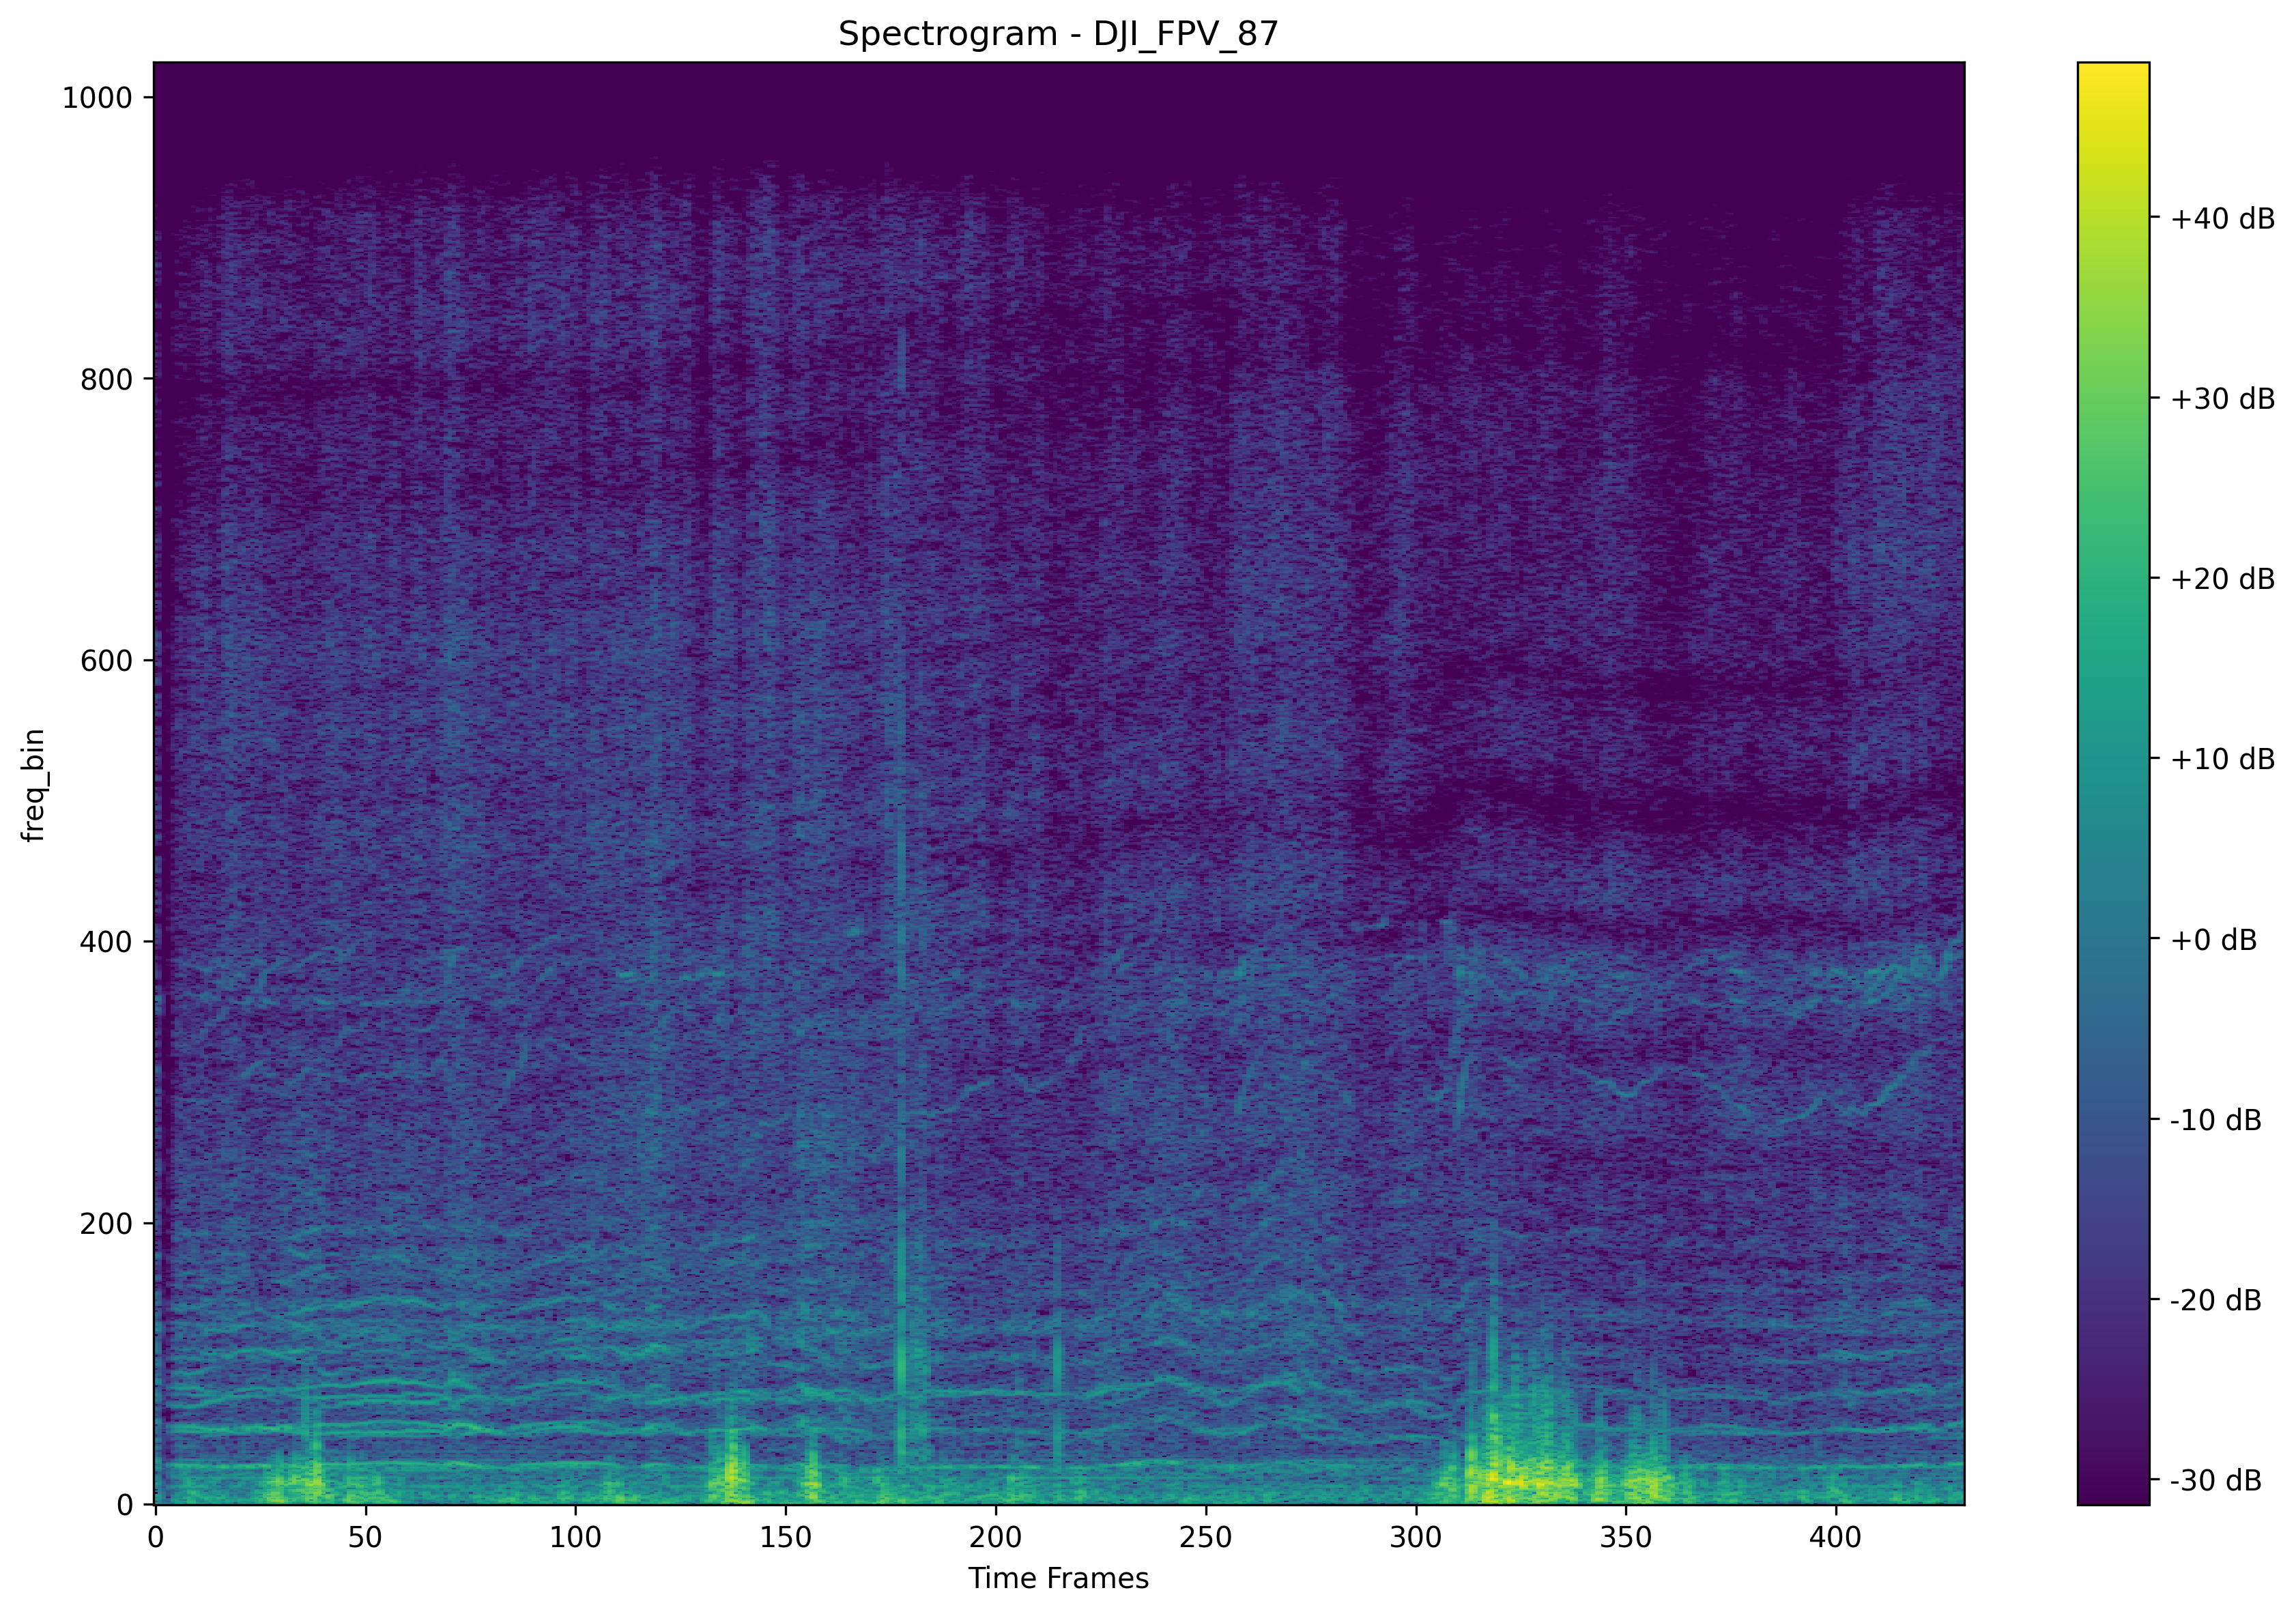 Spectrogram - DJI_FPV_87
1000
800
600
400
200
0
freq_bin
0 50 100 150 200 250 300 350 400
Time Frames
+40 dB
+30 dB
+20 dB
+10 dB
+0 dB
-10 dB
-20 dB
-30 dB